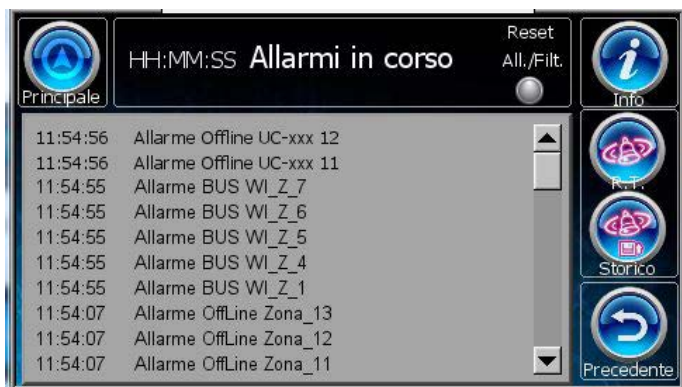 Principale
HH:MM:SS Allarmi in corso
Reset
All./Filt.
Info
11:54:56 Allarme Offline UC-xxx 12
11:54:56 Allarme Offline UC-xxx 11
11:54:55 Allarme BUS WI_Z_7
11:54:55 Allarme BUS WI_Z_6
11:54:55 Allarme BUS WI_Z_5
11:54:55 Allarme BUS WI_Z_4
11:54:55 Allarme BUS WI_Z_1
11:54:07 Allarme OffLine Zona_13
11:54:07 Allarme OffLine Zona_12
11:54:07 Allarme OffLine Zona_11
R.T.
Storico
Precedente